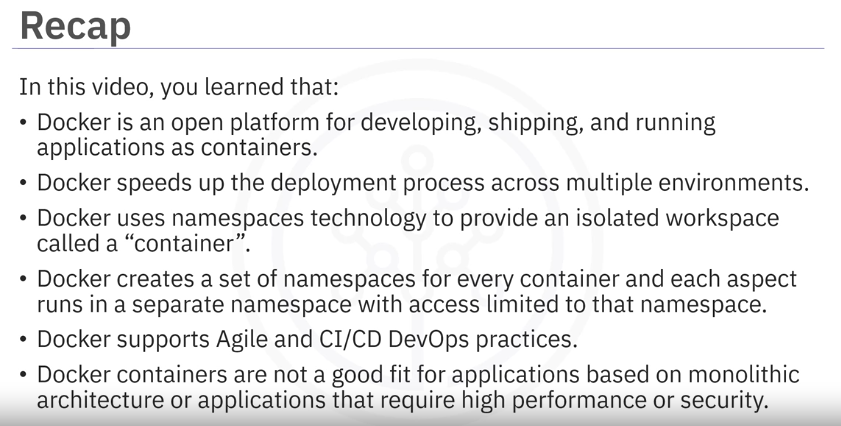 Recap
In this video, you learned that:
• Docker is an open platform for developing, shipping, and running
applications as containers.
• Docker speeds up the deployment process across multiple environments.
• Docker uses namespaces technology to provide an isolated workspace
called a “container”.
• Docker creates a set of namespaces for every container and each aspect
runs in a separate namespace with access limited to that namespace.
• Docker supports Agile and CI/CD DevOps practices.
• Docker containers are not a good fit for applications based on monolithic
architecture or applications that require high performance or security.